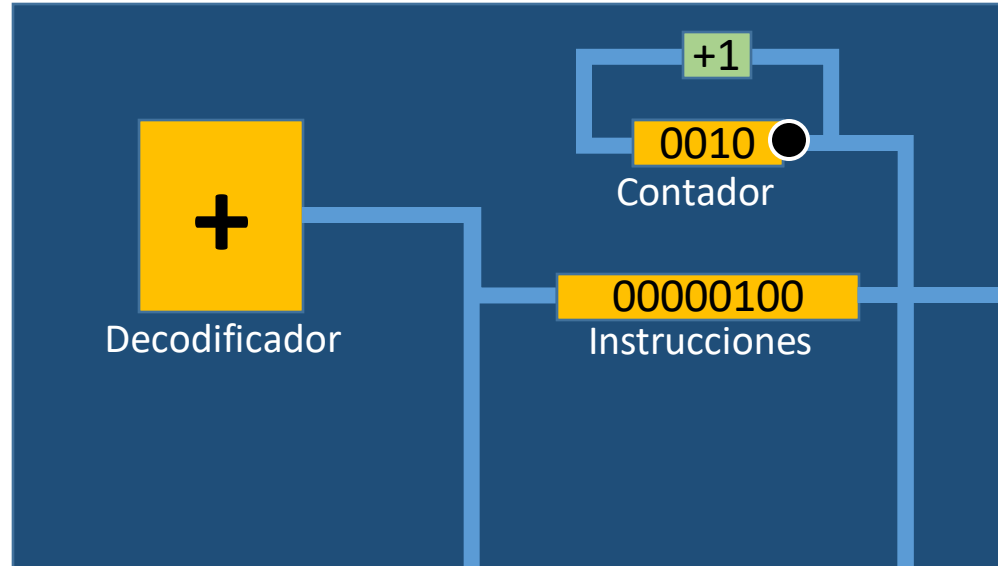 +1
0010
Contador
+
Decodificador
00000100
Instrucciones